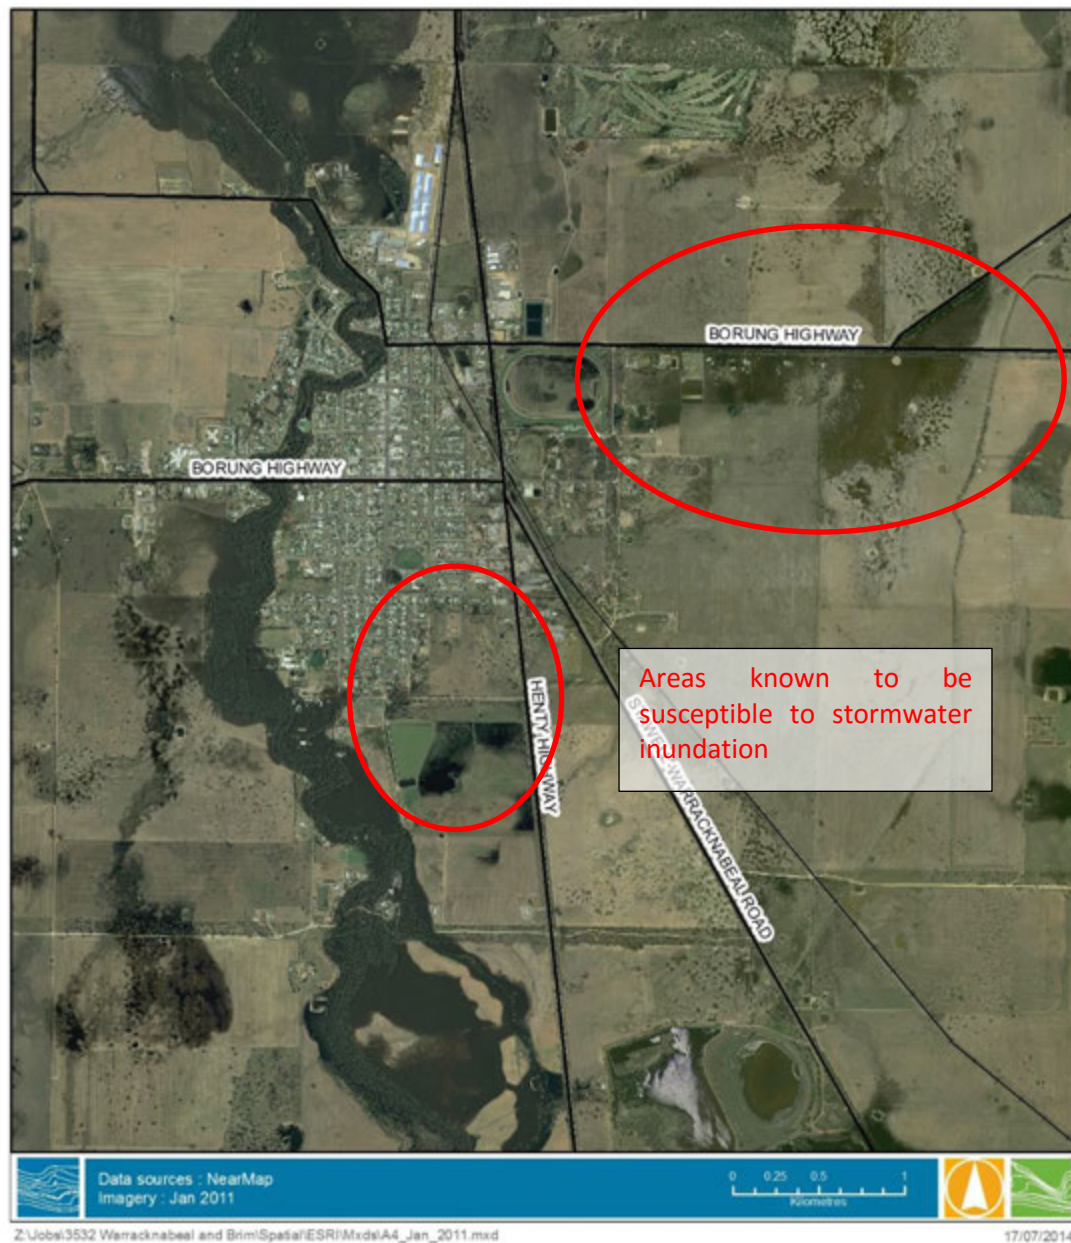 BORUNG HIGHWAY
BORUNG HIGHWAY
HENTY HIGHWAY
Areas known to be
susceptible to stormwater
inundation
WARRACKNABEAL ROAD
Data sources : NearMap
Imagery : Jan 2011
0 0.25 0.5 1
Kilometres
Z:\Jobs\3532 Warracknabeal and Brim\Spatial\ESRI\Mxds\A4_Jan_2011.mxd
17/07/2014